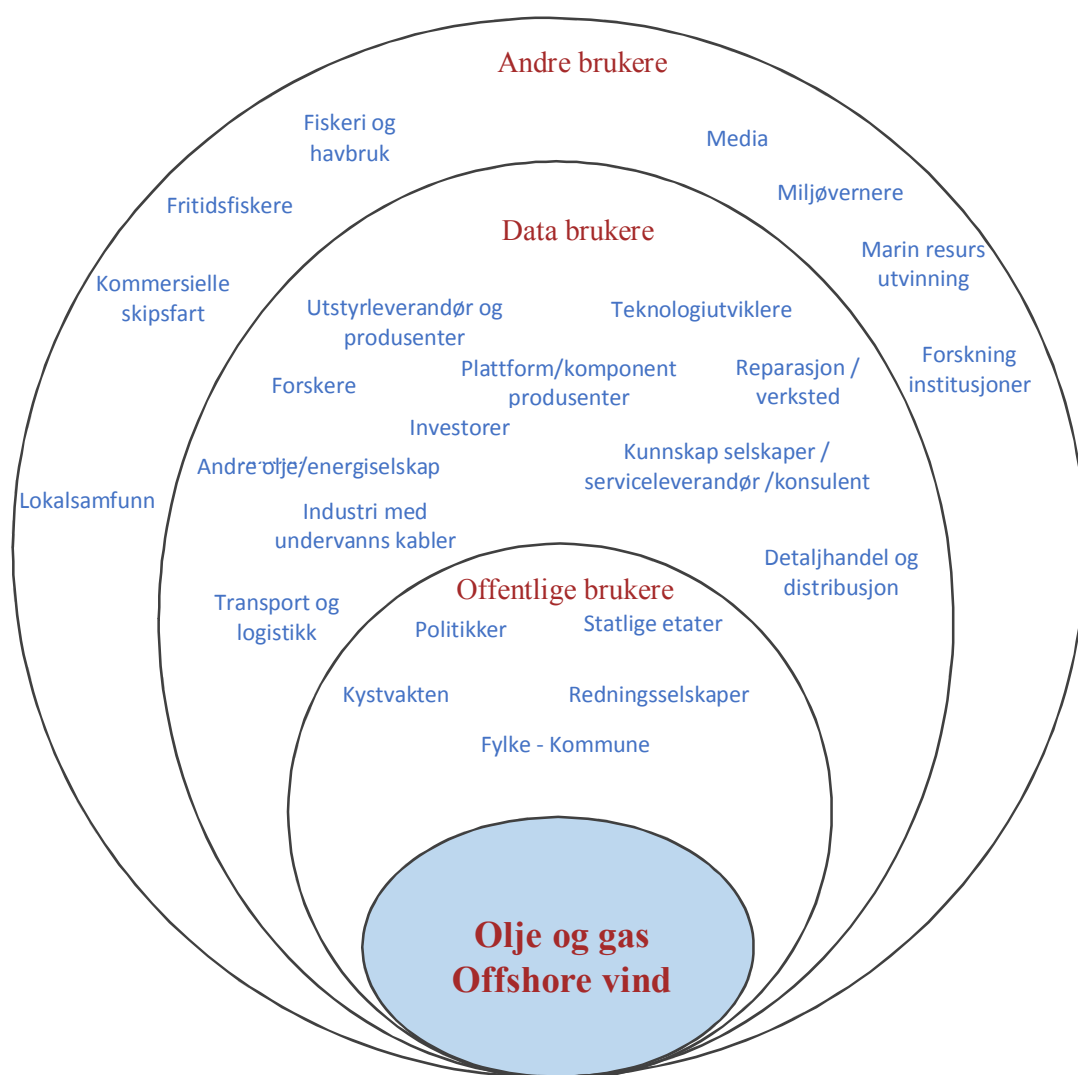 Andre brukere
Fiskeri og
havbruk
Media
Fritidsfiskere
Miljøvernere
Marin resurs
utvinning
Kommersielle
skipsfart
Forskning
institusjoner
Lokalsamfunn
Data brukere
Utstyrleverandør og
produsenter
Teknologiutviklere
Forskere
Plattform/komponent
produsenter
Reparasjon /
verksted
Investorer
Andre olje/energiselskap
Kunnskap selskaper /
serviceleverandør /konsulent
Industri med
undervanns kabler
Detaljhandel og
distribusjon
Transport og
logistikk
Offentlige brukere
Politikker
Statlige etater
Kystvakten
Redningsselskaper
Fylke - Kommune
Olje og gas
Offshore vind